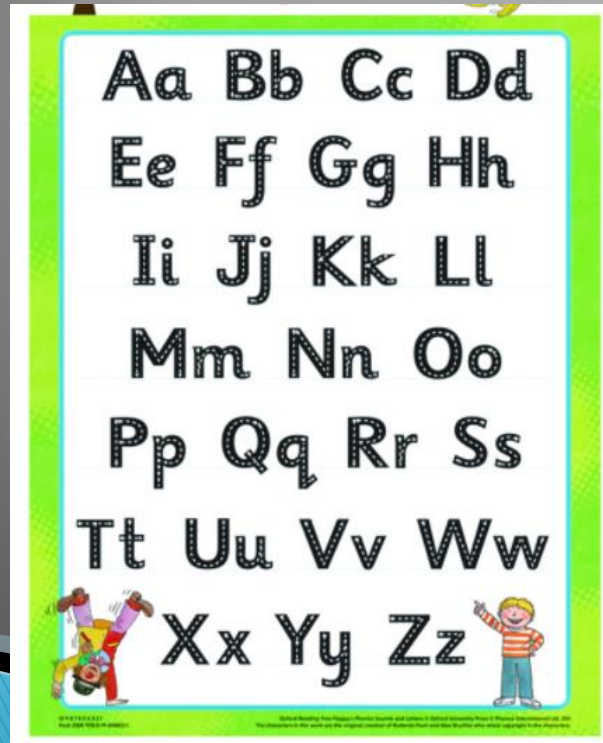 Aa Bb Cc Dd
Ee Ff Gg Hh
Ii Jj Kk Ll
Mm Nn Oo
Pp Qq Rr Ss
Tt Uu Vv Ww
Xx Yy Zz